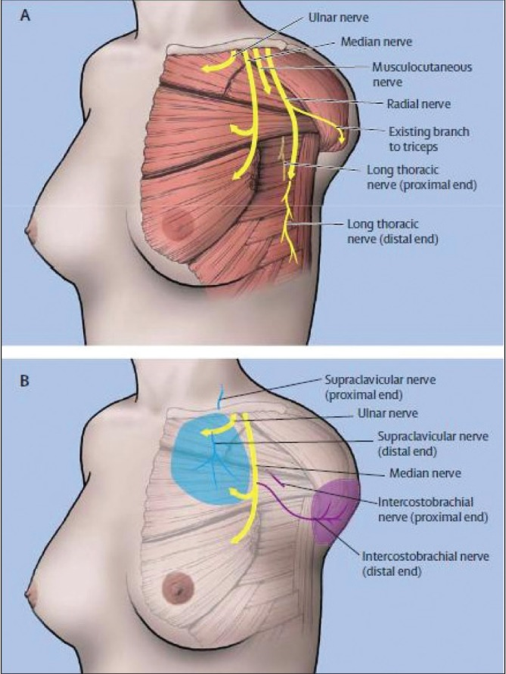 A
Ulnar nerve
Median nerve
Musculocutaneous
nerve
Radial nerve
Existing branch
to triceps
Long thoracic
nerve (proximal end)
Long thoracic
nerve (distal end)
B
Supraclavicular nerve
(proximal end)
Ulnar nerve
Supraclavicular nerve
(distal end)
Median nerve
Intercostobrachial
nerve (proximal end)
Intercostobrachial nerve
(distal end)